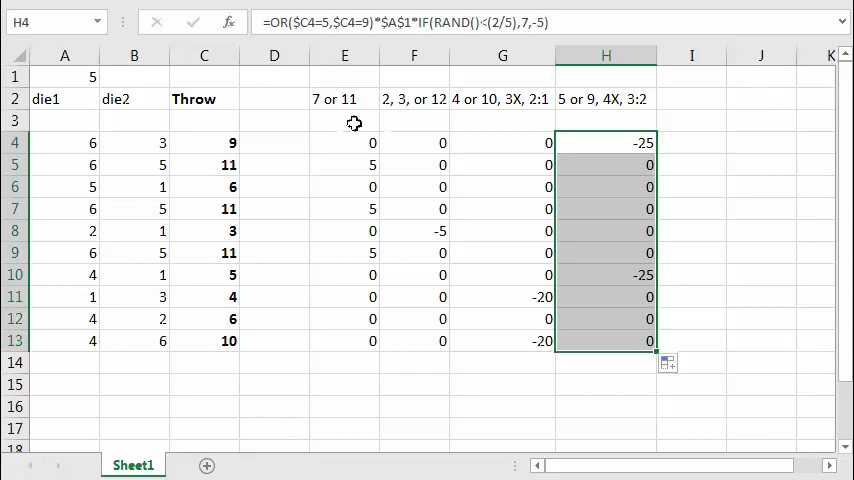 H4 fx =OR($C4=5,$C4=9)*$A$1*IF(RAND()<(2/5),7,-5)
A B C D E F G H I J K
1 5
2 die1 die2 Throw 7 or 11 2, 3, or 12 4 or 10, 3X, 2:1 5 or 9, 4X, 3:2
3
4 6 3 9 0 0 0 -25
5 6 5 11 5 0 0 0
6 5 1 6 0 0 0 0
7 6 5 11 5 0 0 0
8 2 1 3 0 -5 0 0
9 6 5 11 5 0 0 0
10 4 1 5 0 0 0 -25
11 1 3 4 0 0 -20 0
12 4 2 6 0 0 0 0
13 4 6 10 0 0 -20 0
14
15
16
17
18
Sheet1